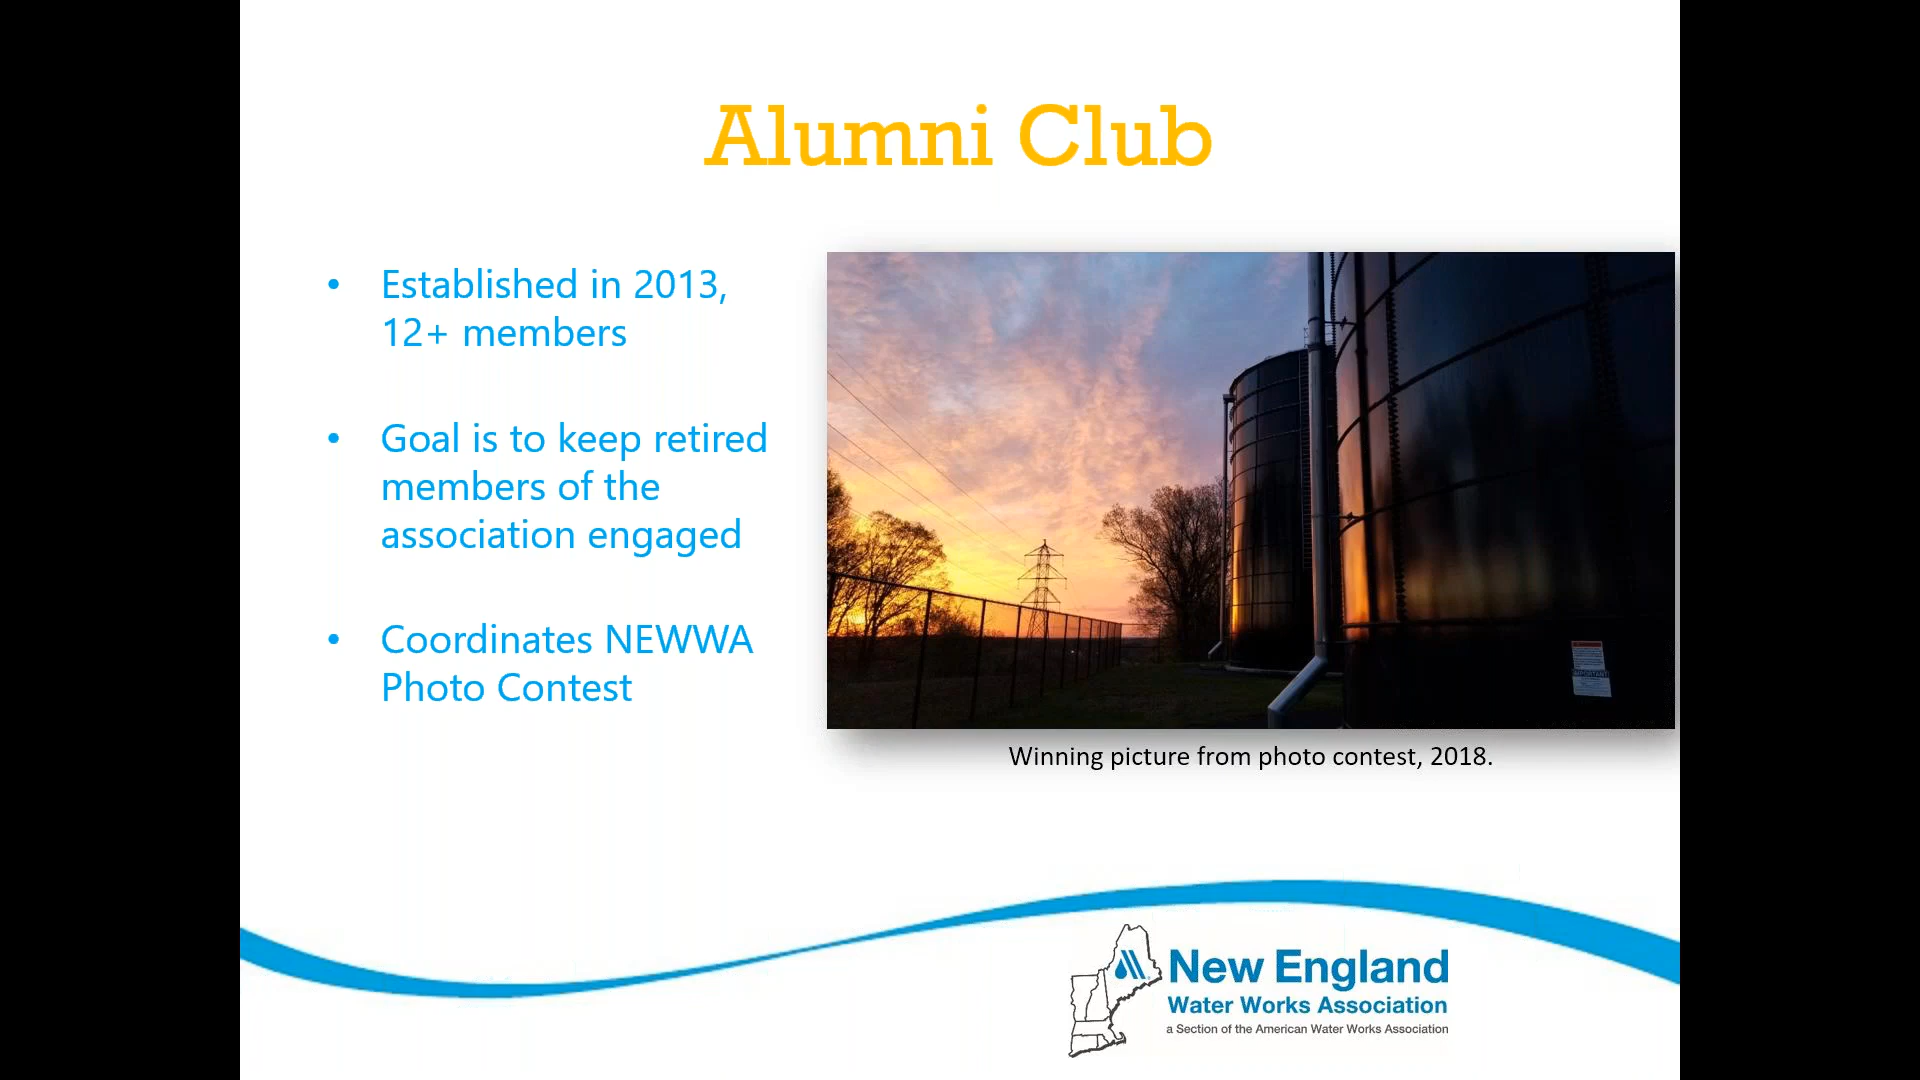 Alumni Club
• Established in 2013,
12+ members
• Goal is to keep retired
members of the
association engaged
• Coordinates NEWWA
Photo Contest
Winning picture from photo contest, 2018.
New England
Water Works Association
a Section of the American Water Works Association